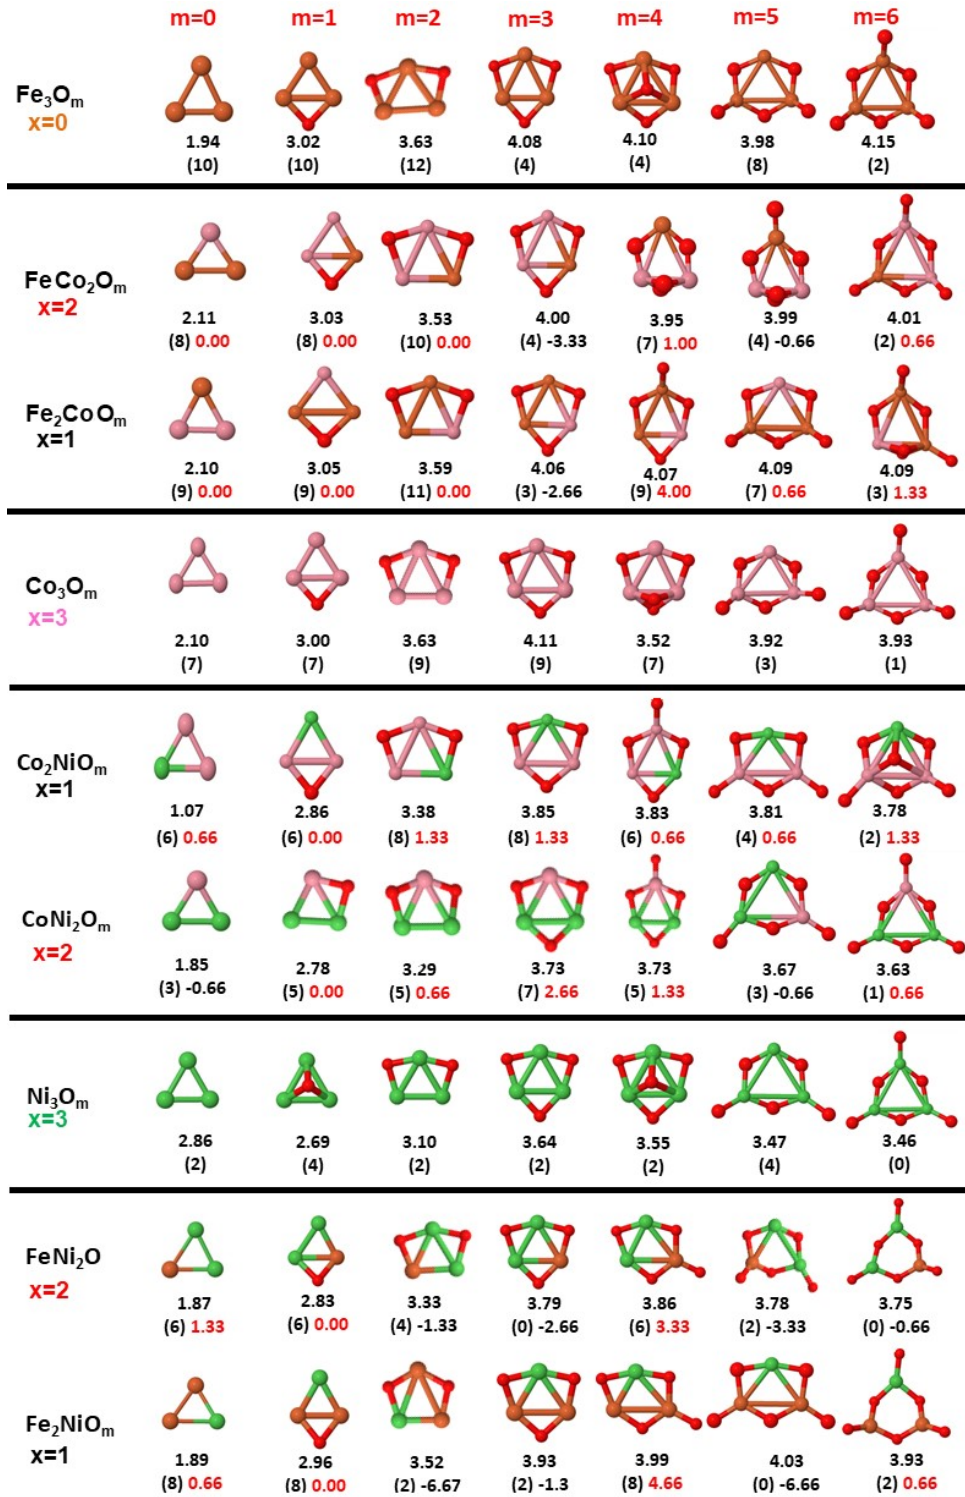 m=0 m=1 m=2 m=3 m=4 m=5 m=6
Fe₃Oₘ
x=0
1.94 3.02 3.63 4.08 4.10 3.98 4.15
(10) (10) (12) (4) (4) (8) (2)
FeCo₂Oₘ
x=2
2.11 3.03 3.53 4.00 3.95 3.99 4.01
(8) 0.00 (8) 0.00 (10) 0.00 (4) -3.33 (7) 1.00 (4) -0.66 (2) 0.66
Fe₂CoOₘ
x=1
2.10 3.05 3.59 4.06 4.07 4.09 4.09
(9) 0.00 (9) 0.00 (11) 0.00 (3) -2.66 (9) 4.00 (7) 0.66 (3) 1.33
Co₃Oₘ
x=3
2.10 3.00 3.63 4.11 3.52 3.92 3.93
(7) (7) (9) (9) (7) (3) (1)
Co₂NiOₘ
x=1
1.07 2.86 3.38 3.85 3.83 3.81 3.78
(6) 0.66 (6) 0.00 (8) 1.33 (8) 1.33 (6) 0.66 (4) 0.66 (2) 1.33
CoNi₂Oₘ
x=2
1.85 2.78 3.29 3.73 3.73 3.67 3.63
(3) -0.66 (5) 0.00 (5) 0.66 (7) 2.66 (5) 1.33 (3) -0.66 (1) 0.66
Ni₃Oₘ
x=3
2.86 2.69 3.10 3.64 3.55 3.47 3.46
(2) (4) (2) (2) (2) (4) (0)
FeNi₂O
x=2
1.87 2.83 3.33 3.79 3.86 3.78 3.75
(6) 1.33 (6) 0.00 (4) -1.33 (0) -2.66 (6) 3.33 (2) -3.33 (0) -0.66
Fe₂NiOₘ
x=1
1.89 2.96 3.52 3.93 3.99 4.03 3.93
(8) 0.66 (8) 0.00 (2) -6.67 (2) -1.3 (8) 4.66 (0) -6.66 (2) 0.66